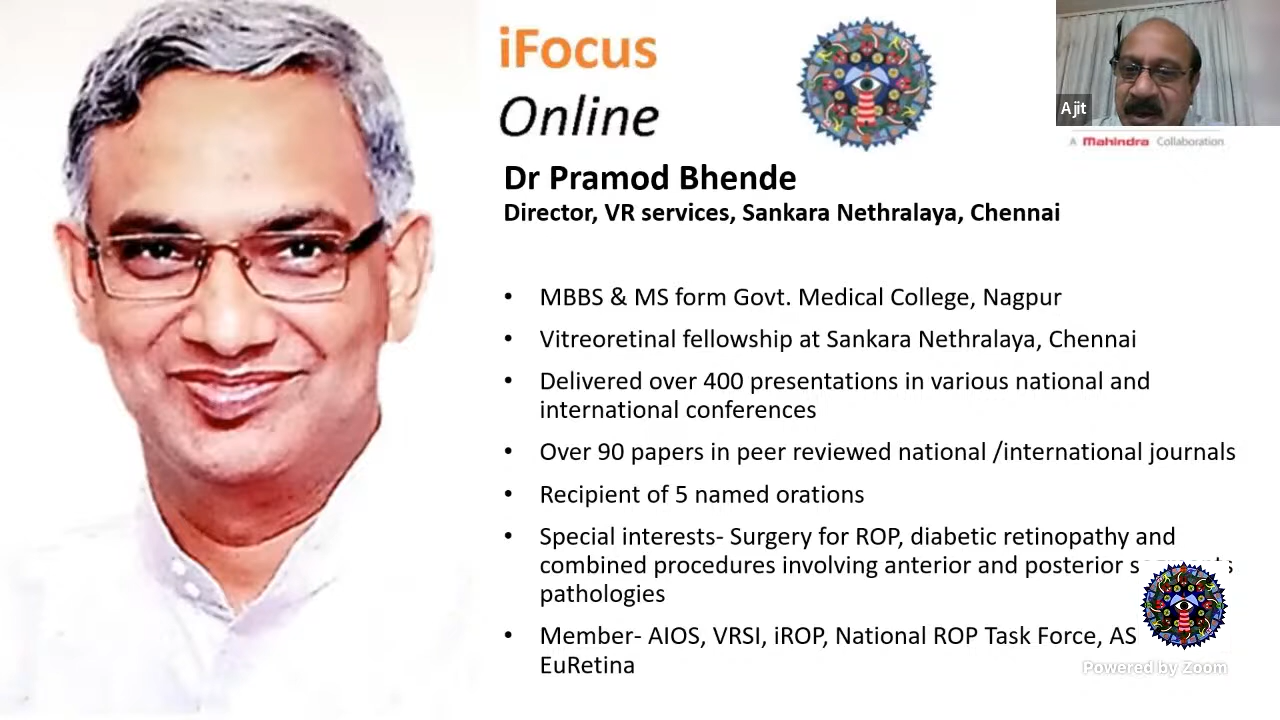 iFocus
Online
Ajit
A Mahindra Collaboration
Dr Pramod Bhende
Director, VR services, Sankara Nethralaya, Chennai
• MBBS & MS form Govt. Medical College, Nagpur
• Vitreoretinal fellowship at Sankara Nethralaya, Chennai
• Delivered over 400 presentations in various national and
international conferences
• Over 90 papers in peer reviewed national /international journals
• Recipient of 5 named orations
• Special interests- Surgery for ROP, diabetic retinopathy and
combined procedures involving anterior and posterior
pathologies
• Member- AIOS, VRSI, iROP, National ROP Task Force, AS
EuRetina
Powered by Zoom